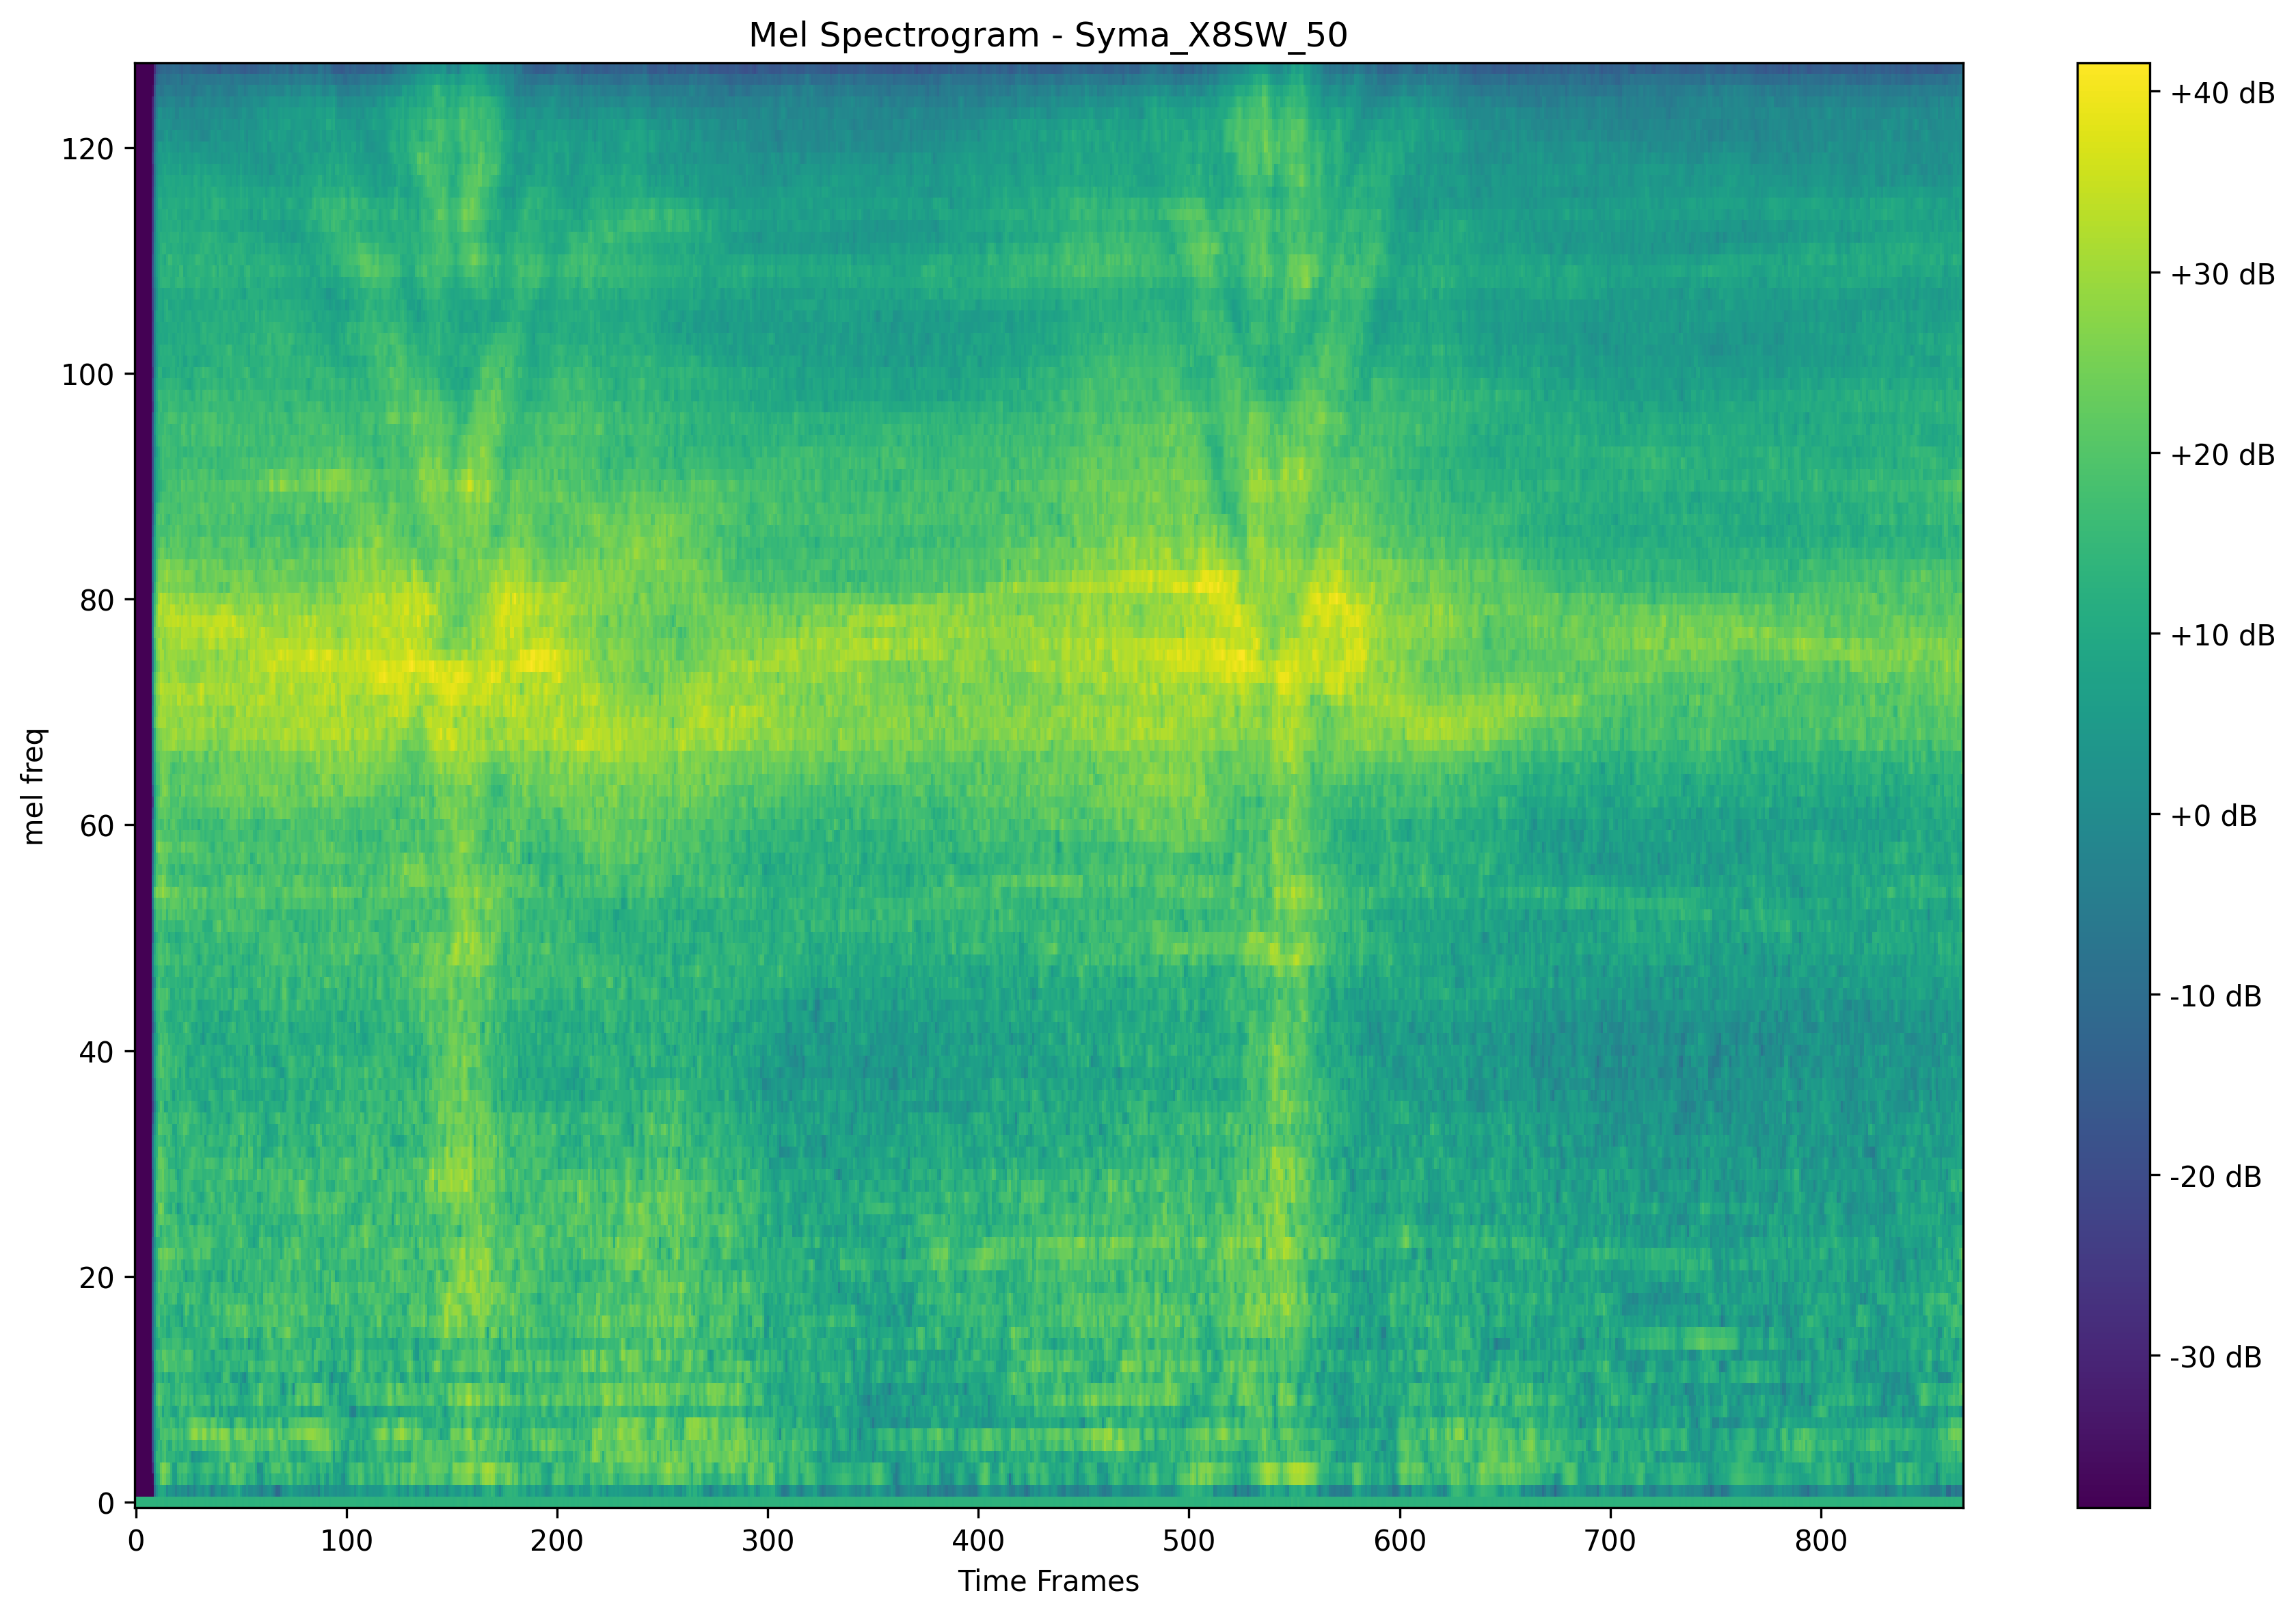 Mel Spectrogram - Syma_X8SW_50
mel freq
120
100
80
60
40
20
0
0 100 200 300 400 500 600 700 800
Time Frames
+40 dB
+30 dB
+20 dB
+10 dB
+0 dB
-10 dB
-20 dB
-30 dB